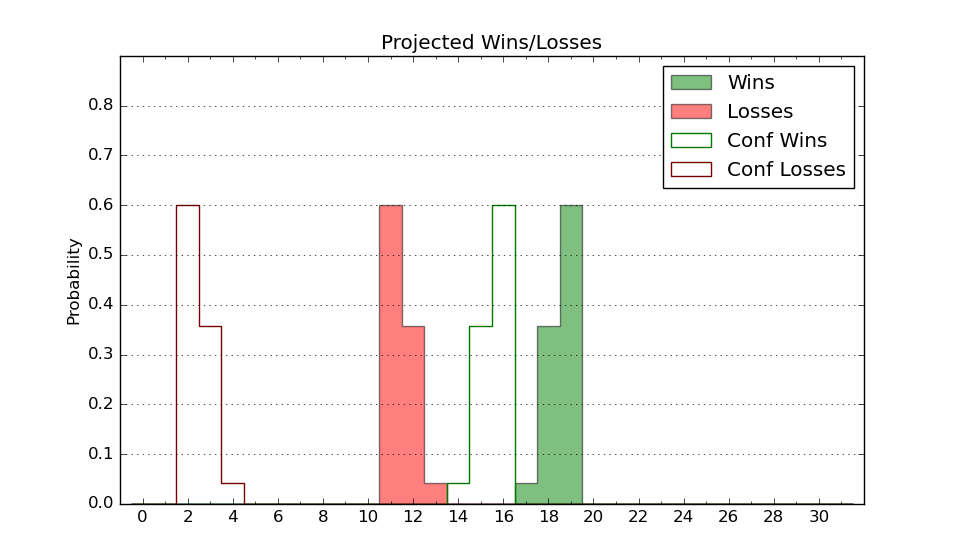 Projected Wins/Losses
Wins
Losses
Conf Wins
Conf Losses
Probability
0.8
0.7
0.6
0.5
0.4
0.3
0.2
0.1
0.0
0 2 4 6 8 10 12 14 16 18 20 22 24 26 28 30